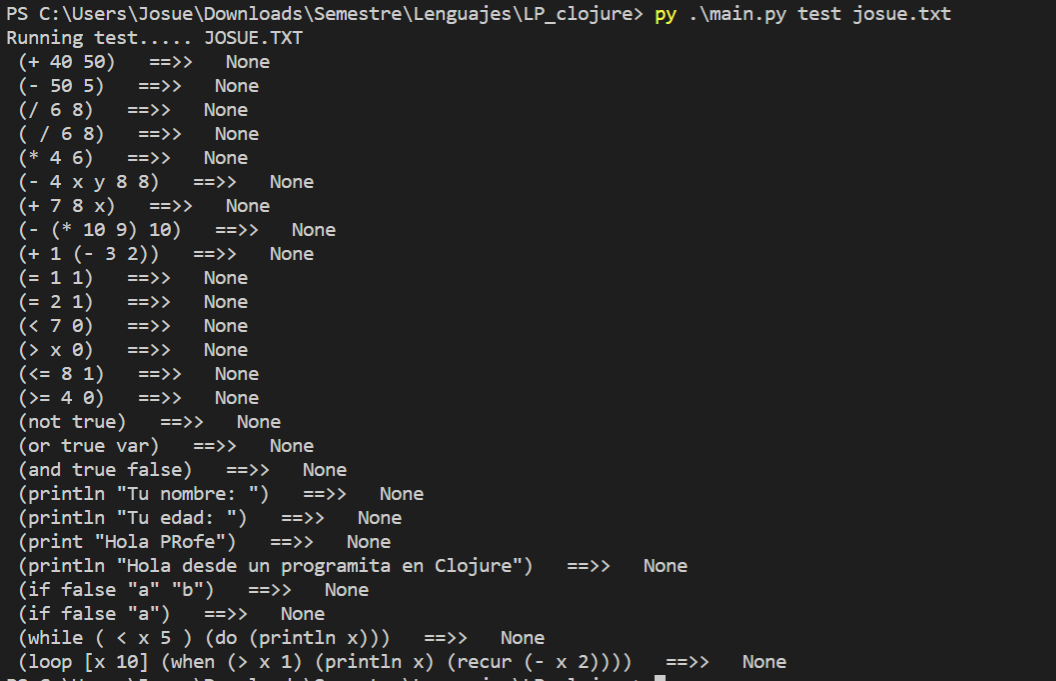 PS C:\Users\Josue\Downloads\Semestre\Lenguajes\LP_clojure> py .\main.py test josue.txt
Running test..... JOSUE.TXT
(+ 40 50)   ==>>   None
(- 50 5)   ==>>   None
(/ 6 8)   ==>>   None
( / 6 8)   ==>>   None
(* 4 6)   ==>>   None
(- 4 x y 8 8)   ==>>   None
(+ 7 8 x)   ==>>   None
(- (* 10 9) 10)   ==>>   None
(+ 1 (- 3 2))   ==>>   None
(= 1 1)   ==>>   None
(= 2 1)   ==>>   None
(< 7 0)   ==>>   None
(> x 0)   ==>>   None
(<= 8 1)   ==>>   None
(>= 4 0)   ==>>   None
(not true)   ==>>   None
(or true var)   ==>>   None
(and true false)   ==>>   None
(println "Tu nombre: ")   ==>>   None
(println "Tu edad: ")   ==>>   None
(print "Hola PRofe")   ==>>   None
(println "Hola desde un programita en Clojure")   ==>>   None
(if false "a" "b")   ==>>   None
(if false "a")   ==>>   None
(while ( < x 5 ) (do (println x)))   ==>>   None
(loop [x 10] (when (> x 1) (println x) (recur (- x 2))))   ==>>   None